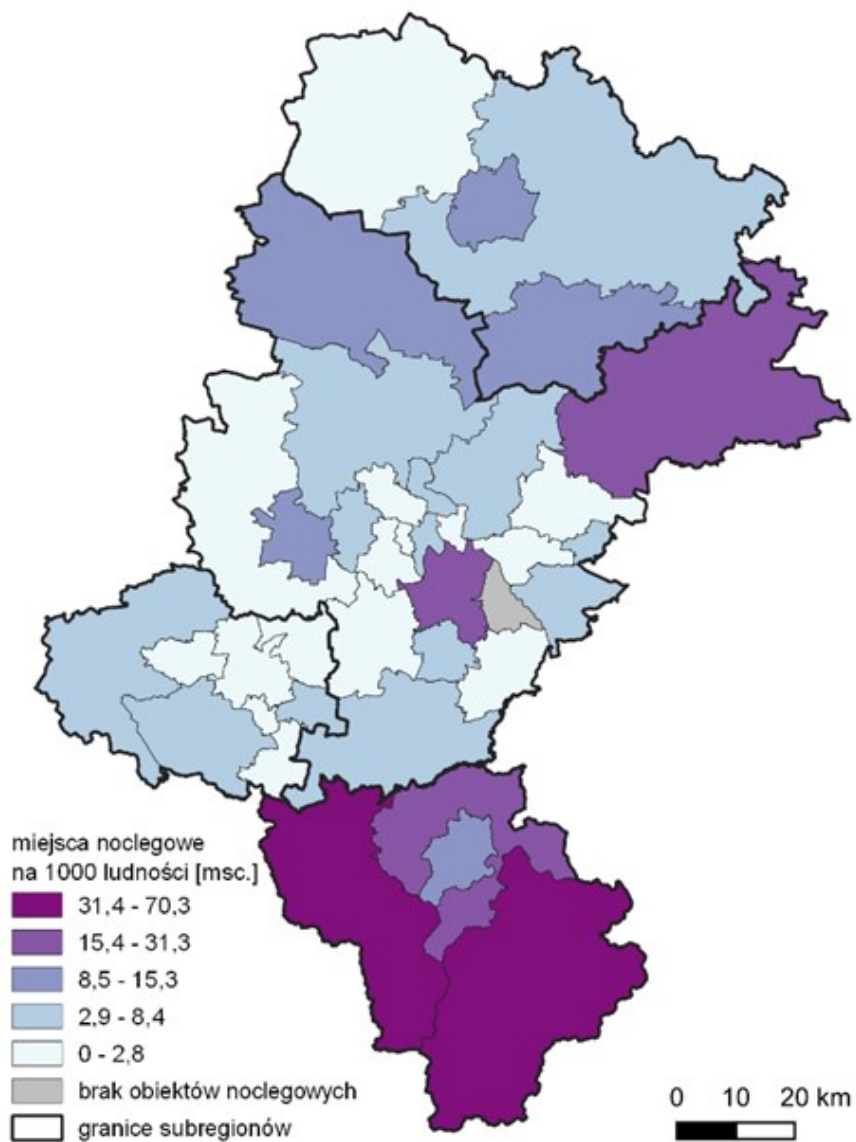 miejsca noclegowe
na 1000 ludności [msc.]
31,4 - 70,3
15,4 - 31,3
8,5 - 15,3
2,9 - 8,4
0 - 2,8
brak obiektów noclegowych
granice subregionów
0 10 20 km